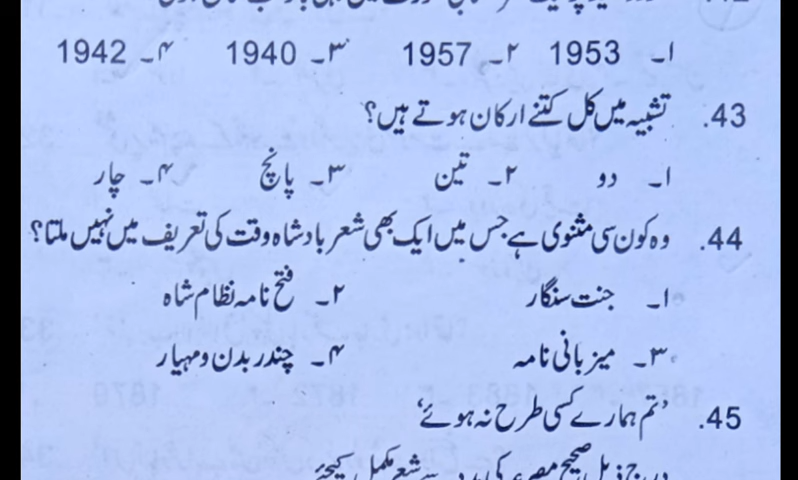 ۱۔ 1953 ۲۔ 1957 ۳۔ 1940 ۴۔ 1942
43. تشبیہ میں کل کتنے ارکان ہوتے ہیں؟
۱۔ دو ۲۔ تین ۳۔ پانچ ۴۔ چار
44. وہ کون سی مثنوی ہے جس میں ایک بھی شعر بادشاہ وقت کی تعریف میں نہیں ملتا؟
۱۔ جنت سنگار ۲۔ فتح نامہ نظام شاہ
۳۔ میزبانی نامہ ۴۔ چندر بدن و مہیار
45. ’تم ہمارے کسی طرح نہ ہوئے‘